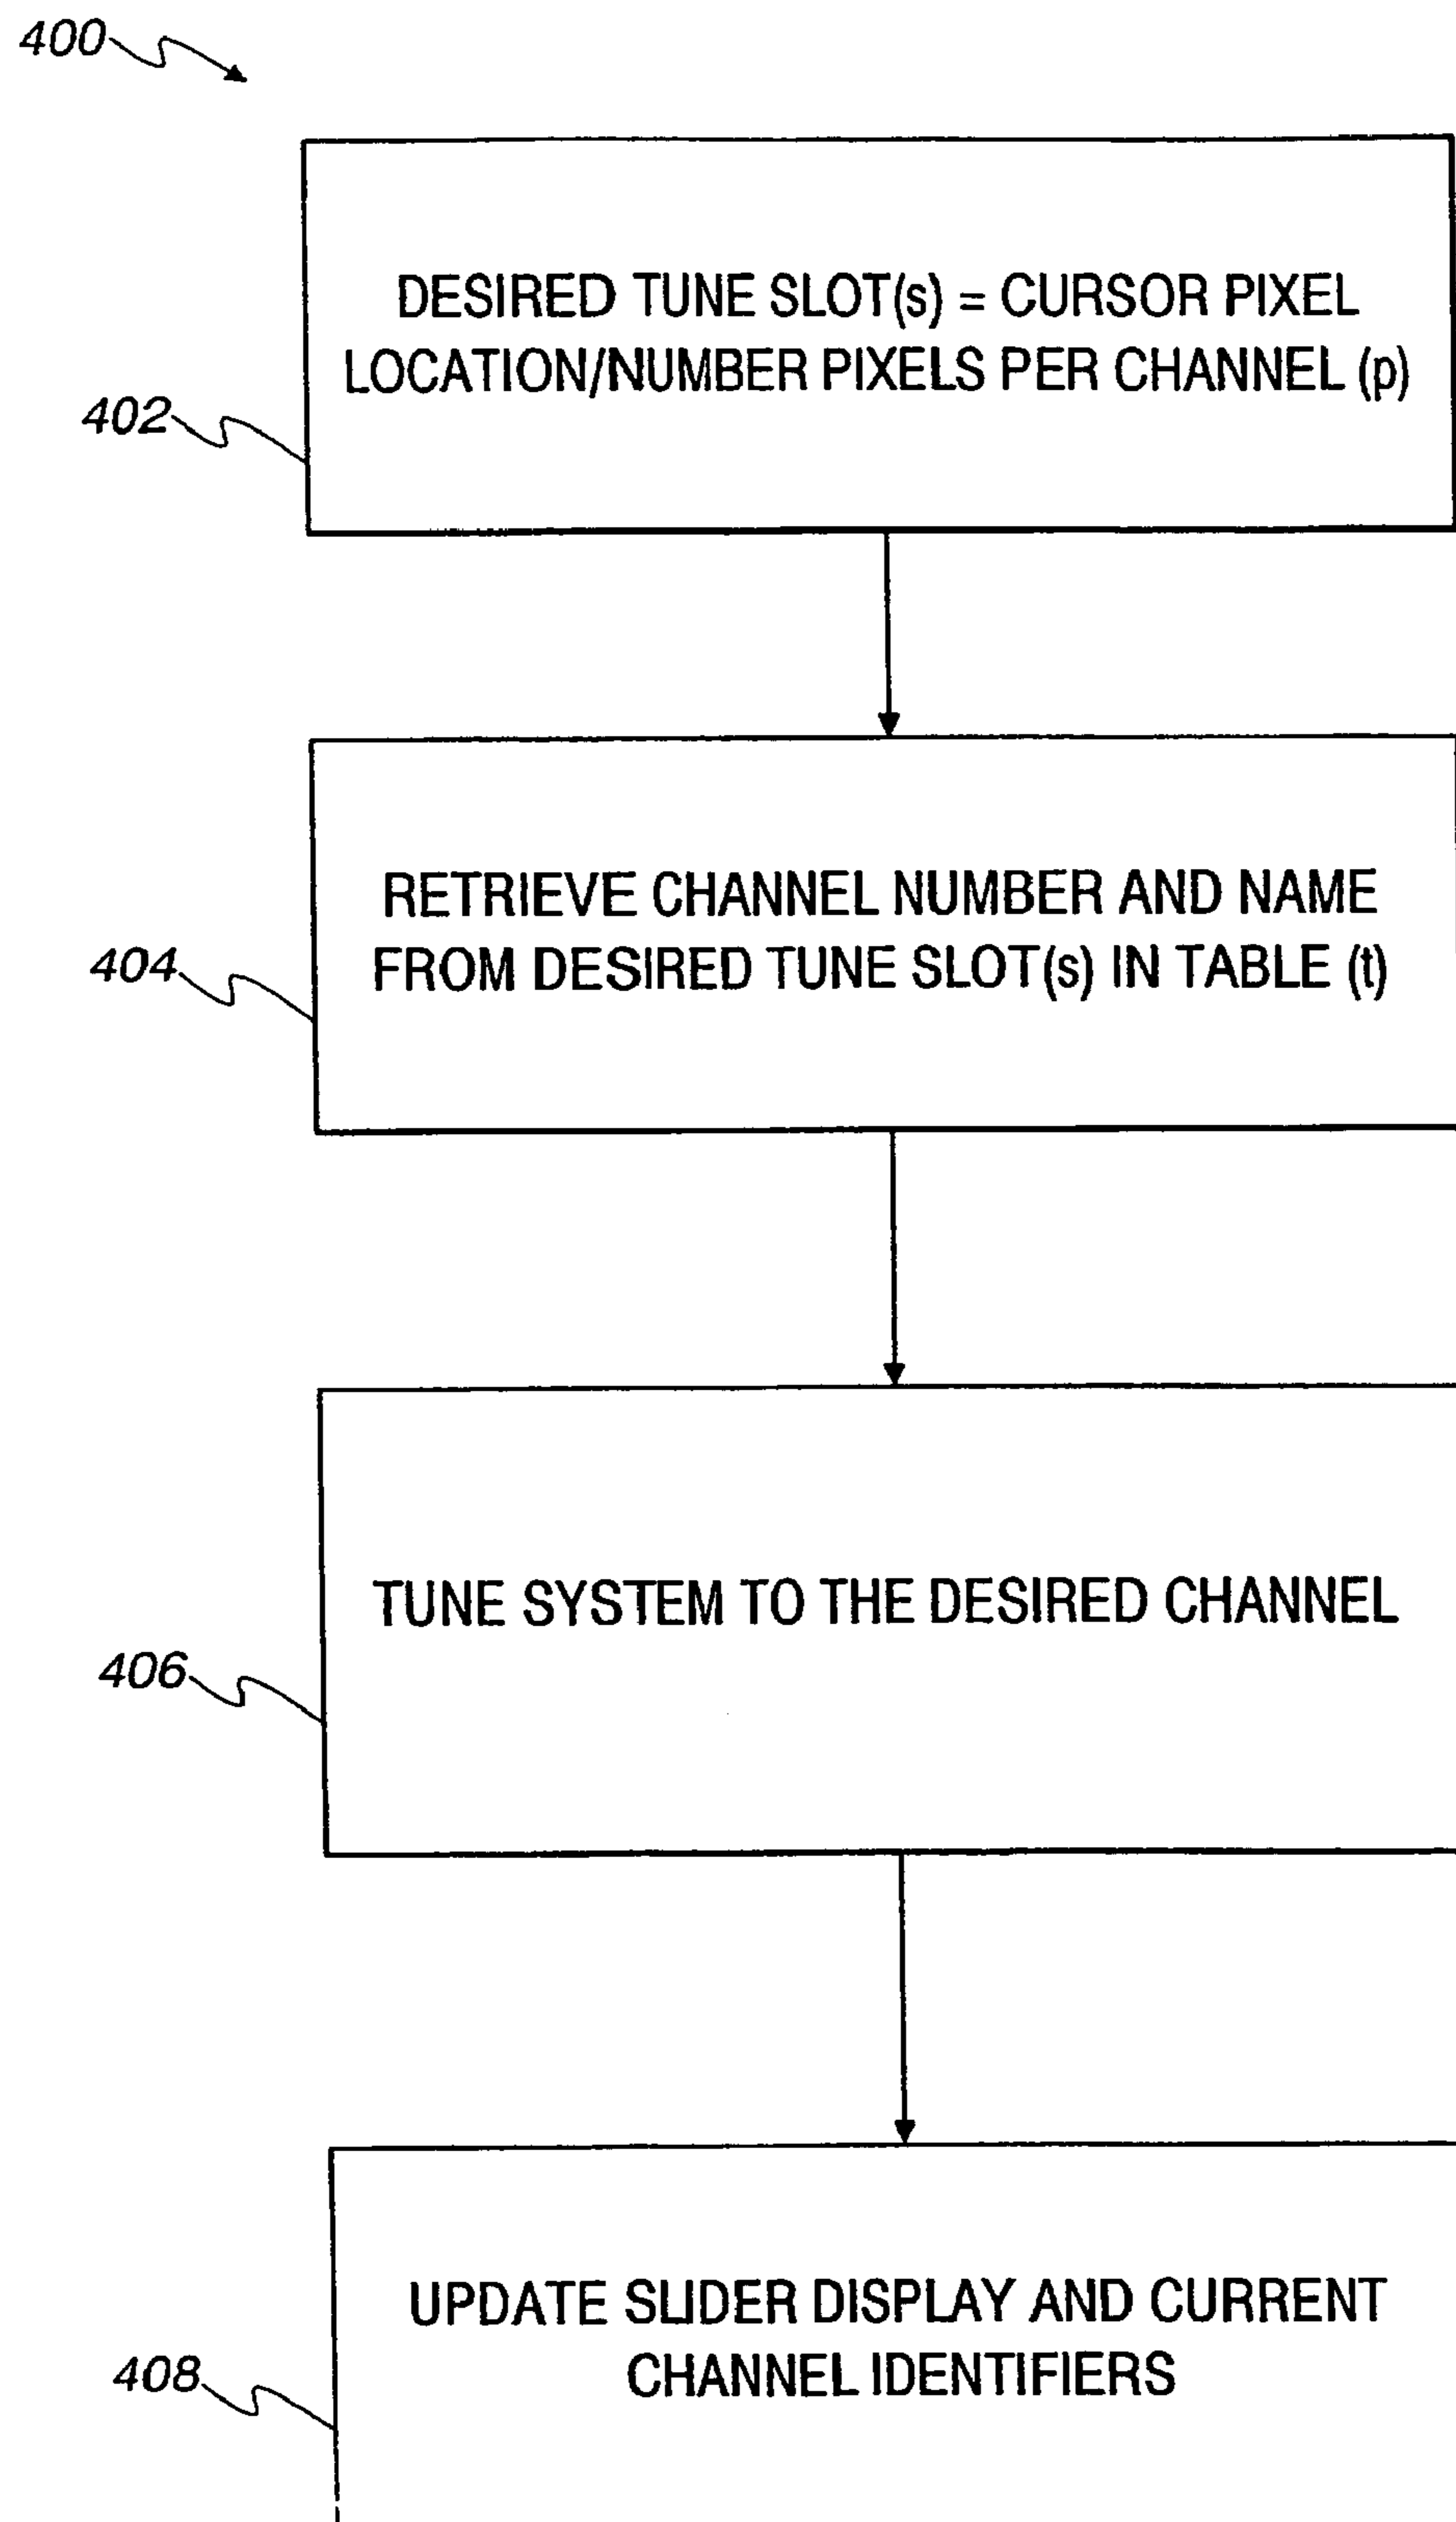 400
DESIRED TUNE SLOT(s) = CURSOR PIXEL
LOCATION/NUMBER PIXELS PER CHANNEL (p)
402
RETRIEVE CHANNEL NUMBER AND NAME
FROM DESIRED TUNE SLOT(s) IN TABLE (t)
404
TUNE SYSTEM TO THE DESIRED CHANNEL
406
UPDATE SLIDER DISPLAY AND CURRENT
CHANNEL IDENTIFIERS
408